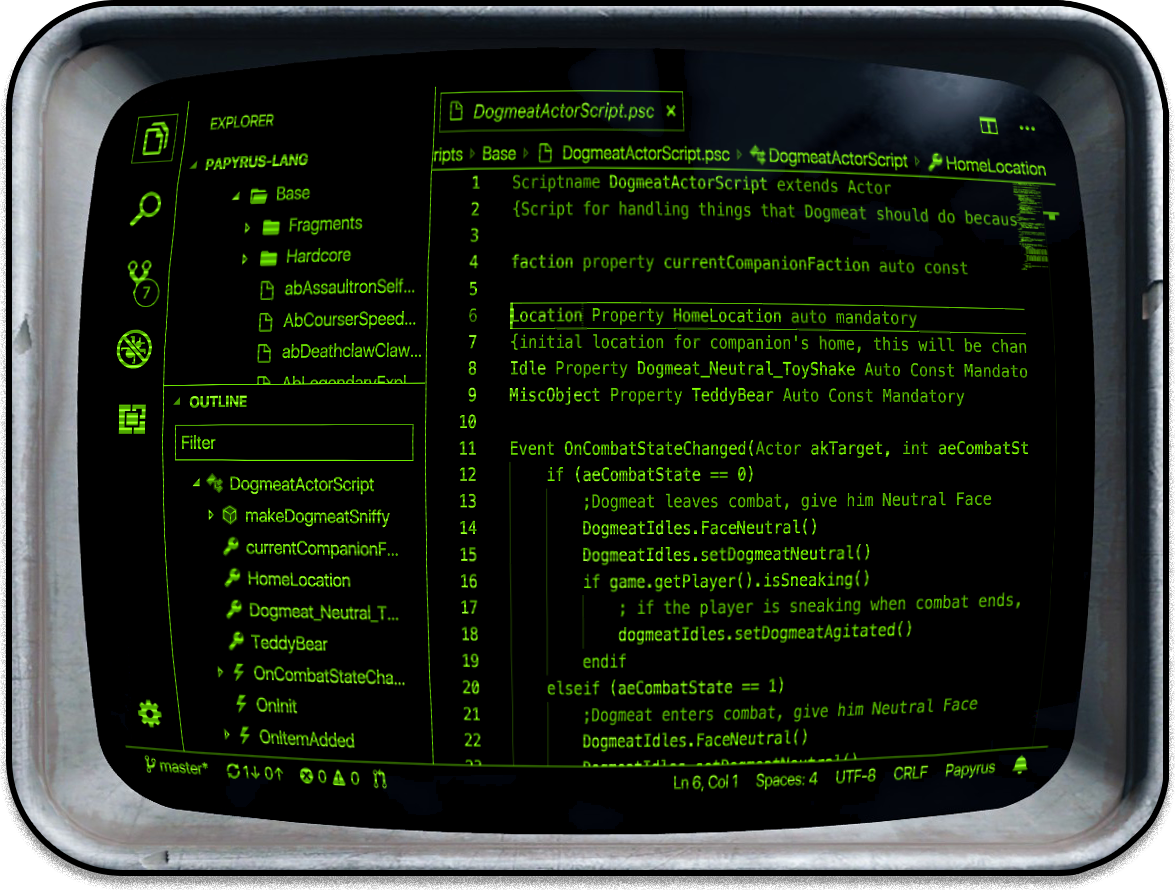 EXPLORER
PAPYRUS-LANG
Base
Fragments
Hardcore
abAssaultronSelf...
AbCourserSpeed...
abDeathclawClaw...
AbLegendaryExpl
OUTLINE
Filter
DogmeatActorScript
makeDogmeatSniffy
currentCompanionF...
HomeLocation
Dogmeat_Neutral_T...
TeddyBear
OnCombatStateCha...
OnInit
OnItemAdded
7
DogmeatActorScript.psc ×
ripts › Base › DogmeatActorScript.psc › DogmeatActorScript › HomeLocation
1 Scriptname DogmeatActorScript extends Actor
2 {Script for handling things that Dogmeat should do becaus
3
4 faction property currentCompanionFaction auto const
5
6 Location Property HomeLocation auto mandatory
7 {initial location for companion's home, this will be chan
8 Idle Property Dogmeat_Neutral_ToyShake Auto Const Mandato
9 MiscObject Property TeddyBear Auto Const Mandatory
10
11 Event OnCombatStateChanged(Actor akTarget, int aeCombatSt
12 if (aeCombatState == 0)
13 ;Dogmeat leaves combat, give him Neutral Face
14 DogmeatIdles.FaceNeutral()
15 DogmeatIdles.setDogmeatNeutral()
16 if game.getPlayer().isSneaking()
17 ; if the player is sneaking when combat ends,
18 dogmeatIdles.setDogmeatAgitated()
19 endif
20 elseif (aeCombatState == 1)
21 ;Dogmeat enters combat, give him Neutral Face
22 DogmeatIdles.FaceNeutral()
23 DogmeatIdles.setDogmeatNeutral()
master* 1↓ 0↑ 0 0 Ln 6, Col 1 Spaces: 4 UTF-8 CRLF Papyrus